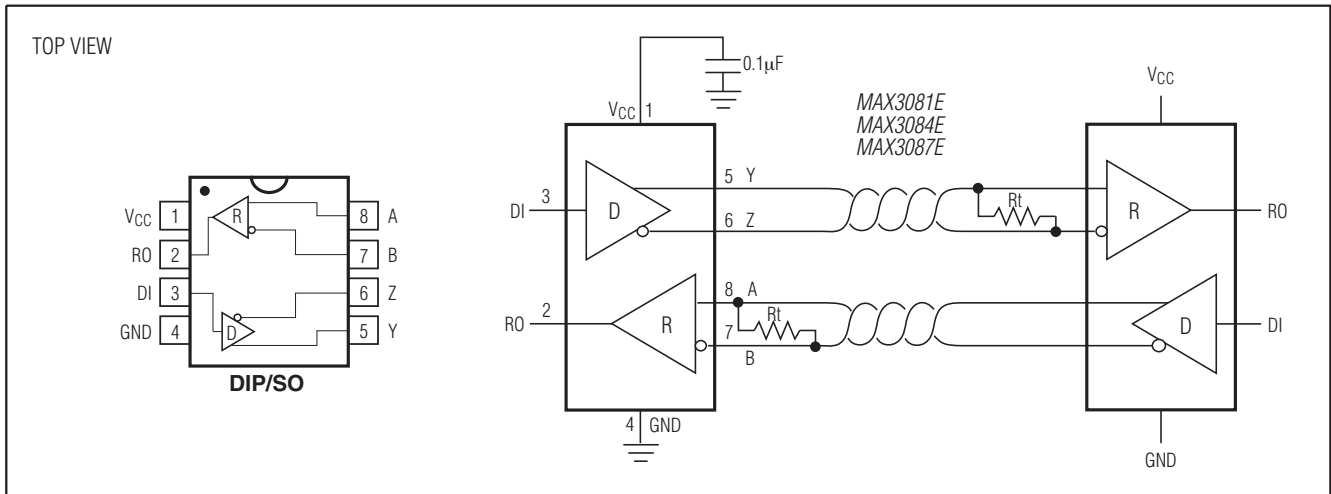 TOP VIEW
VCC 1
RO 2
DI 3
GND 4
R
D
8 A
7 B
6 Z
5 Y
DIP/SO
0.1µF
VCC 1
MAX3081E
MAX3084E
MAX3087E
VCC
DI 3
D
5 Y
6 Z
Rt
R
RO
RO 2
R
8 A
7
B
Rt
D
DI
4 GND
GND